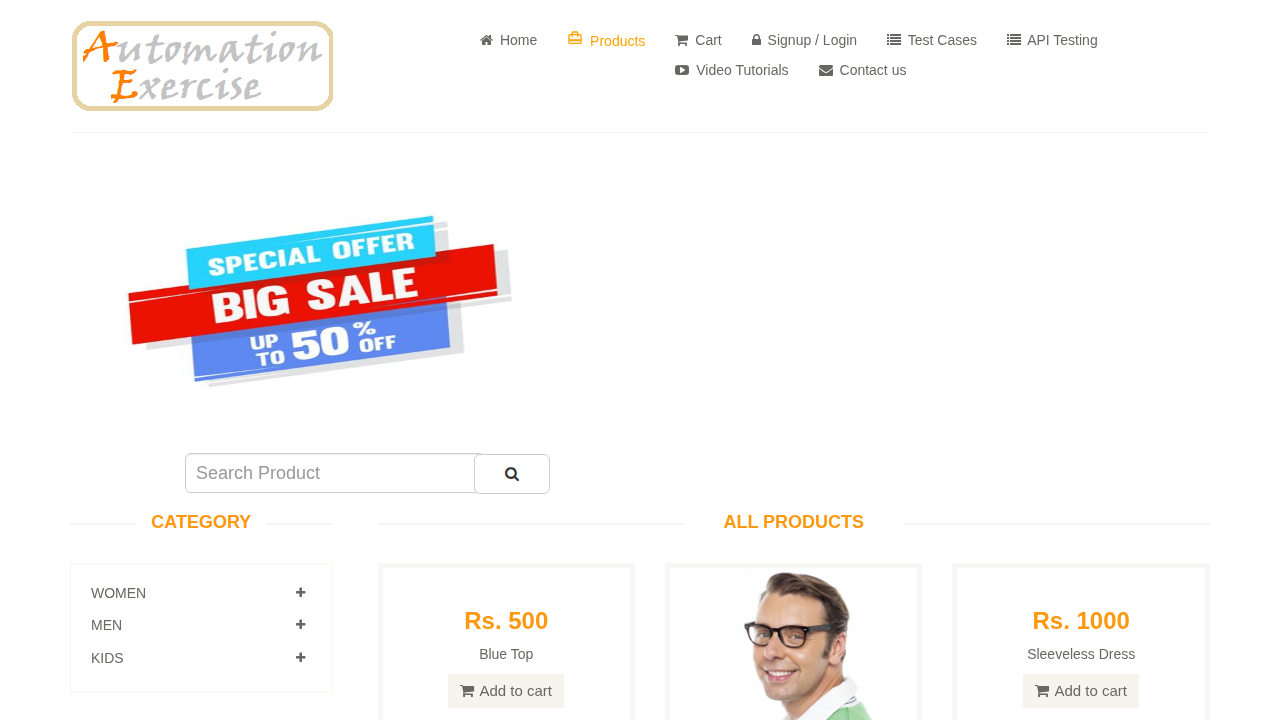 Automation
Exercise
Home
Products
Cart
Signup / Login
Test Cases
API Testing
Video Tutorials
Contact us
SPECIAL OFFER
BIG SALE
UP TO 50% OFF
Search Product
CATEGORY
ALL PRODUCTS
WOMEN
MEN
KIDS
Rs. 500
Blue Top
Add to cart
Rs. 1000
Sleeveless Dress
Add to cart